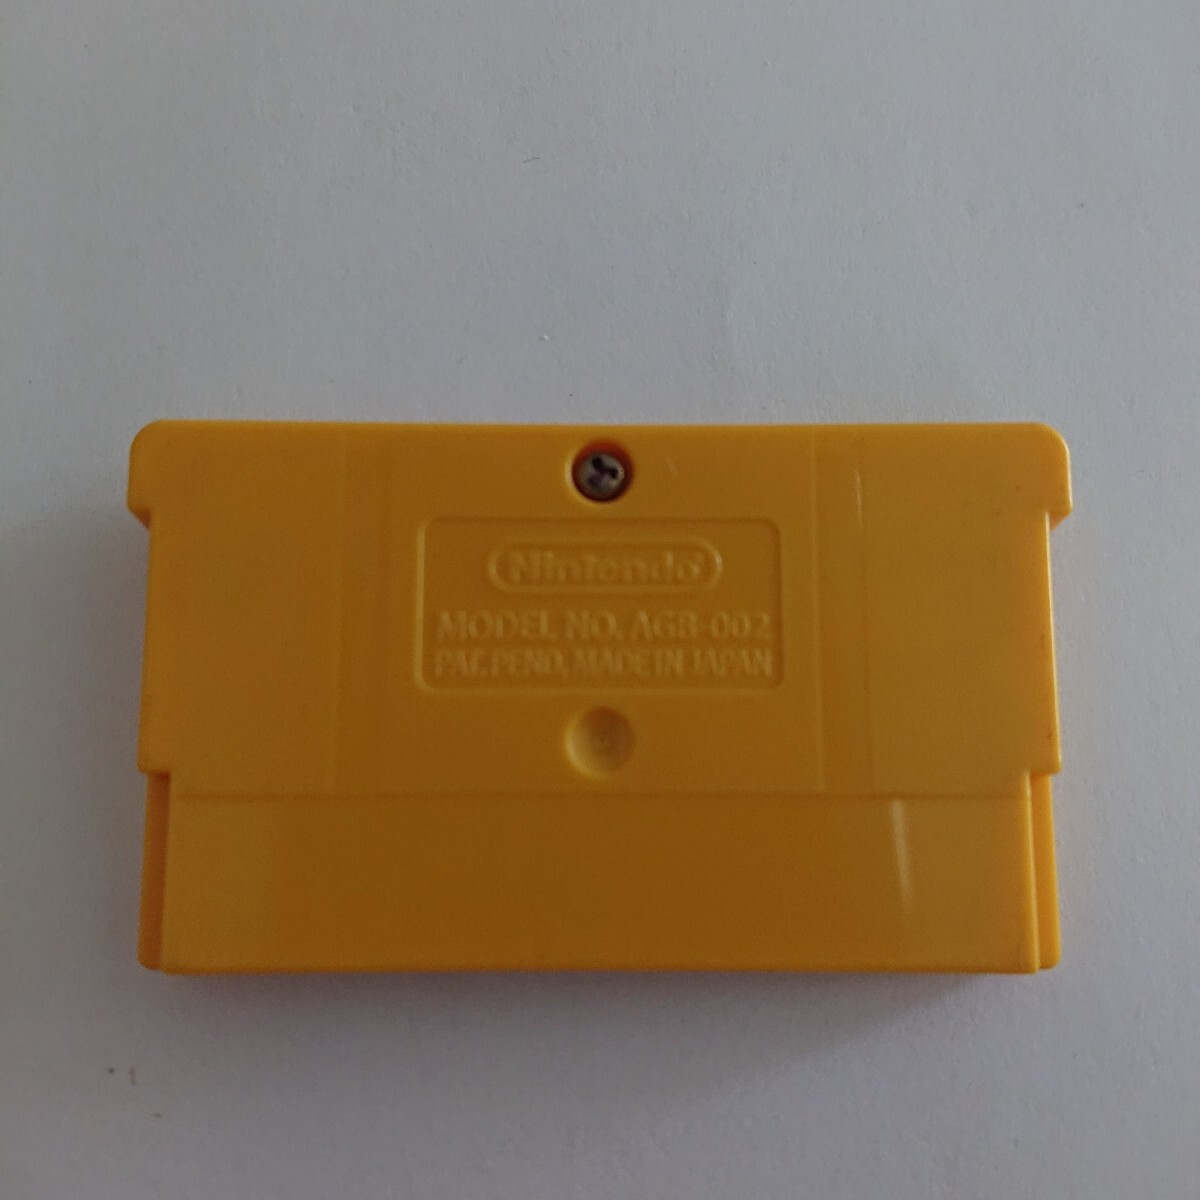 Nintendo
MODEL NO. AGB-002
PAT. PEND. MADE IN JAPAN